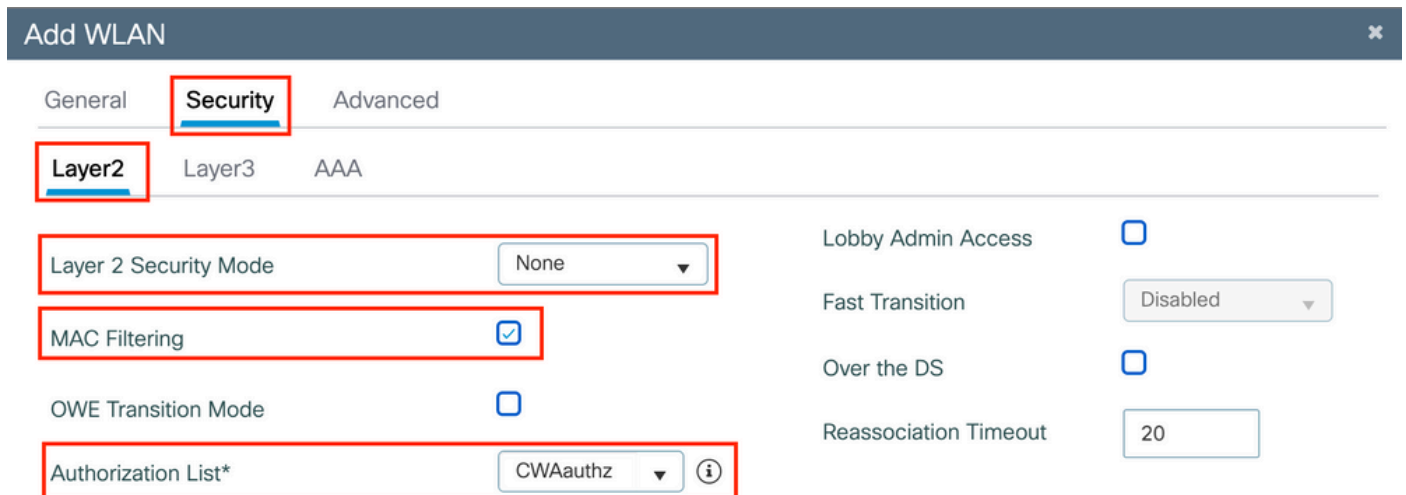 Add WLAN
General Security Advanced
Layer2 Layer3 AAA
Layer 2 Security Mode None
MAC Filtering
OWE Transition Mode
Authorization List* CWAauthz
Lobby Admin Access
Fast Transition Disabled
Over the DS
Reassociation Timeout 20